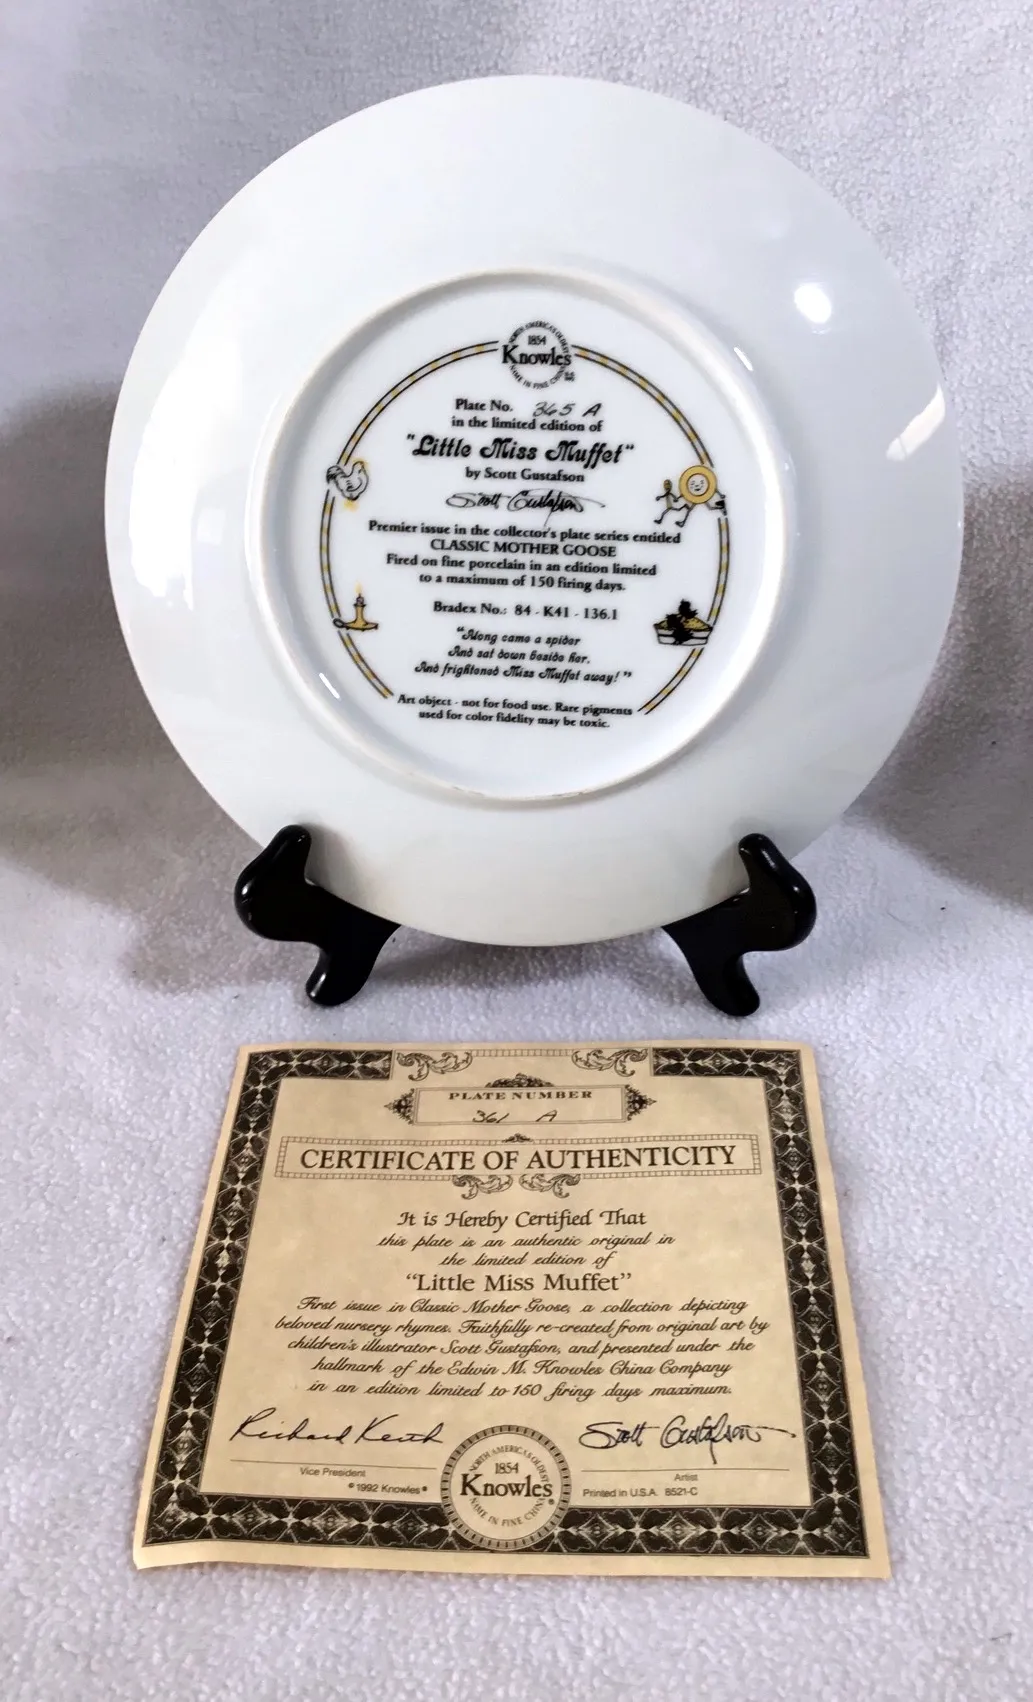 NORTH AMERICA'S OLDEST
1854
Knowles
NAME IN FINE CHINA
Plate No. 365 A
in the limited edition of
"Little Miss Muffet"
by Scott Gustafson
Scott Gustafson
Premier issue in the collector's plate series entitled
CLASSIC MOTHER GOOSE
Fired on fine porcelain in an edition limited
to a maximum of 150 firing days.
Bradex No.: 84 - K41 - 136.1
"Along came a spider
And sat down beside her,
And frightened Miss Muffet away!"
Art object - not for food use. Rare pigments
used for color fidelity may be toxic.
PLATE NUMBER
361 A
CERTIFICATE OF AUTHENTICITY
It is Hereby Certified That
this plate is an authentic original in
the limited edition of
"Little Miss Muffet"
First issue in Classic Mother Goose, a collection depicting
beloved nursery rhymes. Faithfully re-created from original art by
children's illustrator Scott Gustafson, and presented under the
hallmark of the Edwin M. Knowles China Company
in an edition limited to 150 firing days maximum.
Richard Keith
Scott Gustafson
Vice President
© 1992 Knowles®
NORTH AMERICA'S OLDEST
1854
Knowles®
NAME IN FINE CHINA
Artist
Printed in U.S.A. 8521-C